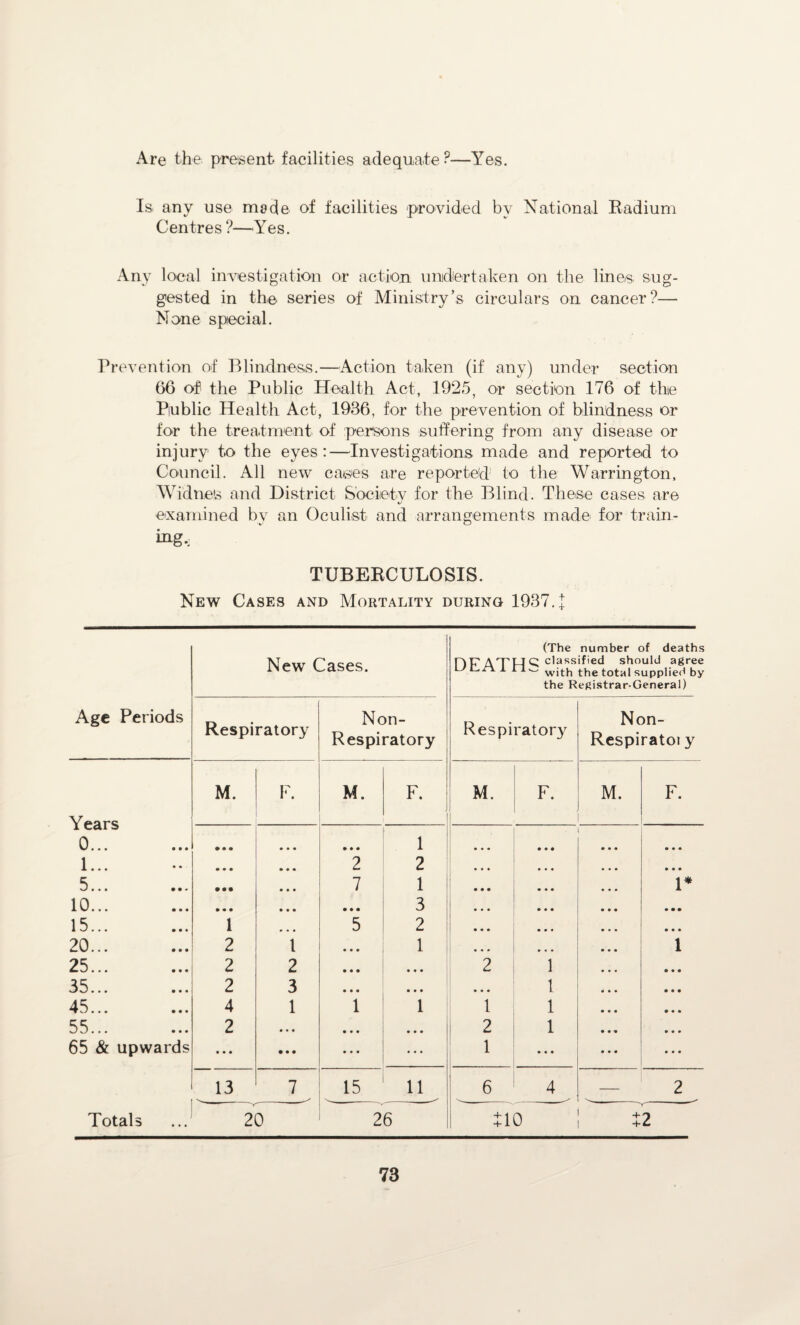 Are the present facilities adequate?—Yes.
Is any use made of facilities provided by National Radium
Centres?—Yes.
Any local investigation or action undertaken on the lines sug-
gested in the series of Ministry's circulars on cancer?—
None special.
Prevention of Blindness.—Action taken (if any) under section
66 of the Public Health Act, 1925, or section 176 of the
Public Health Act, 1936, for the prevention of blindness or
for the treatment of persons suffering from any disease or
injury to the eyes:—Investigations made and reported to
Council. All new cases are reported to the Warrington,
Widnes and District Society for the Blind. These cases are
examined by an Oculist and arrangements made for train-
ing.
TUBERCULOSIS.
New Cases and Mortality during 1937.‡
Age Periods | New Cases. | DEATHS (The number of deaths classified should agree with the total supplied by the Registrar-General)
Respiratory | Non-Respiratory | Respiratory | Non-Respiratory
Years | M. | F. | M. | F. | M. | F. | M. | F.
0... ... | ... | ... | ... | 1 | ... | ... | ... | ...
1... ... | ... | ... | 2 | 2 | ... | ... | ... | ...
5... ... | ... | ... | 7 | 1 | ... | ... | ... | 1*
10... ... | ... | ... | ... | 3 | ... | ... | ... | ...
15... ... | 1 | ... | 5 | 2 | ... | ... | ... | ...
20... ... | 2 | 1 | ... | 1 | ... | ... | ... | 1
25... ... | 2 | 2 | ... | ... | 2 | 1 | ... | ...
35... ... | 2 | 3 | ... | ... | ... | 1 | ... | ...
45... ... | 4 | 1 | 1 | 1 | 1 | 1 | ... | ...
55... ... | 2 | ... | ... | ... | 2 | 1 | ... | ...
65 & upwards | ... | ... | ... | ... | 1 | ... | ... | ...
13 | 7 | 15 | 11 | 6 | 4 | — | 2
Totals ... | 20 | 26 | ‡10 | ‡2
73